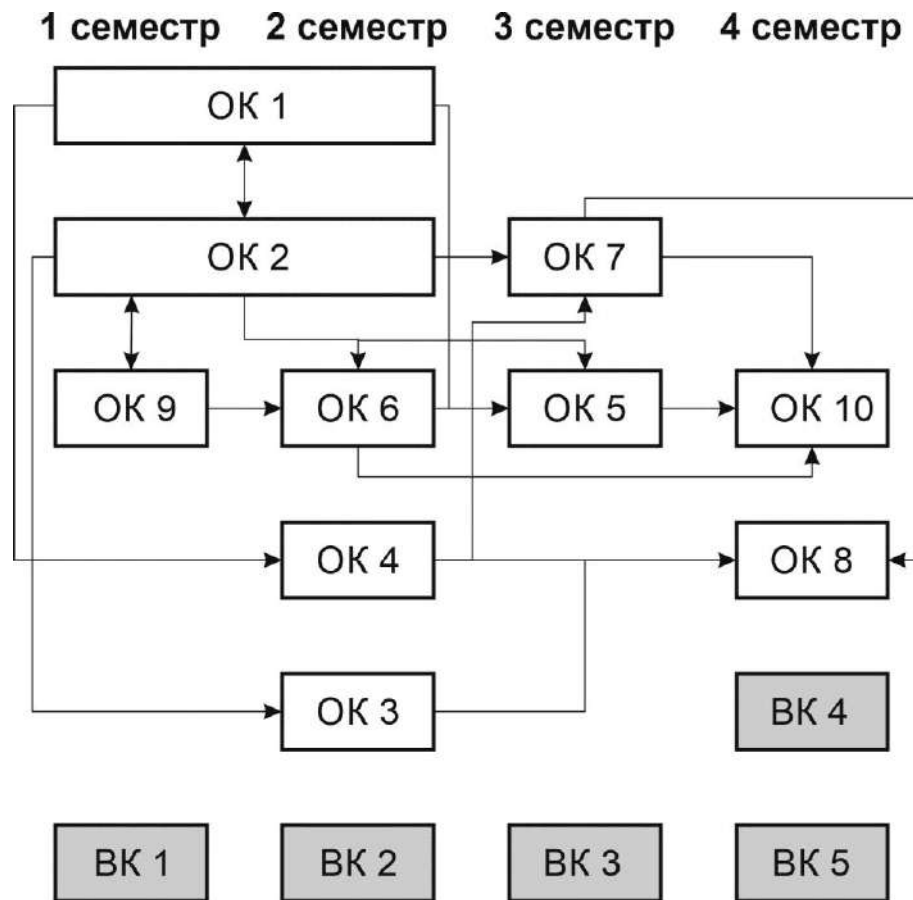 1 семестр 2 семестр 3 семестр 4 семестр
ОК 1
ОК 2
ОК 7
ОК 9
ОК 6
ОК 5
ОК 10
ОК 4
ОК 8
ОК 3
ВК 4
ВК 1
ВК 2
ВК 3
ВК 5